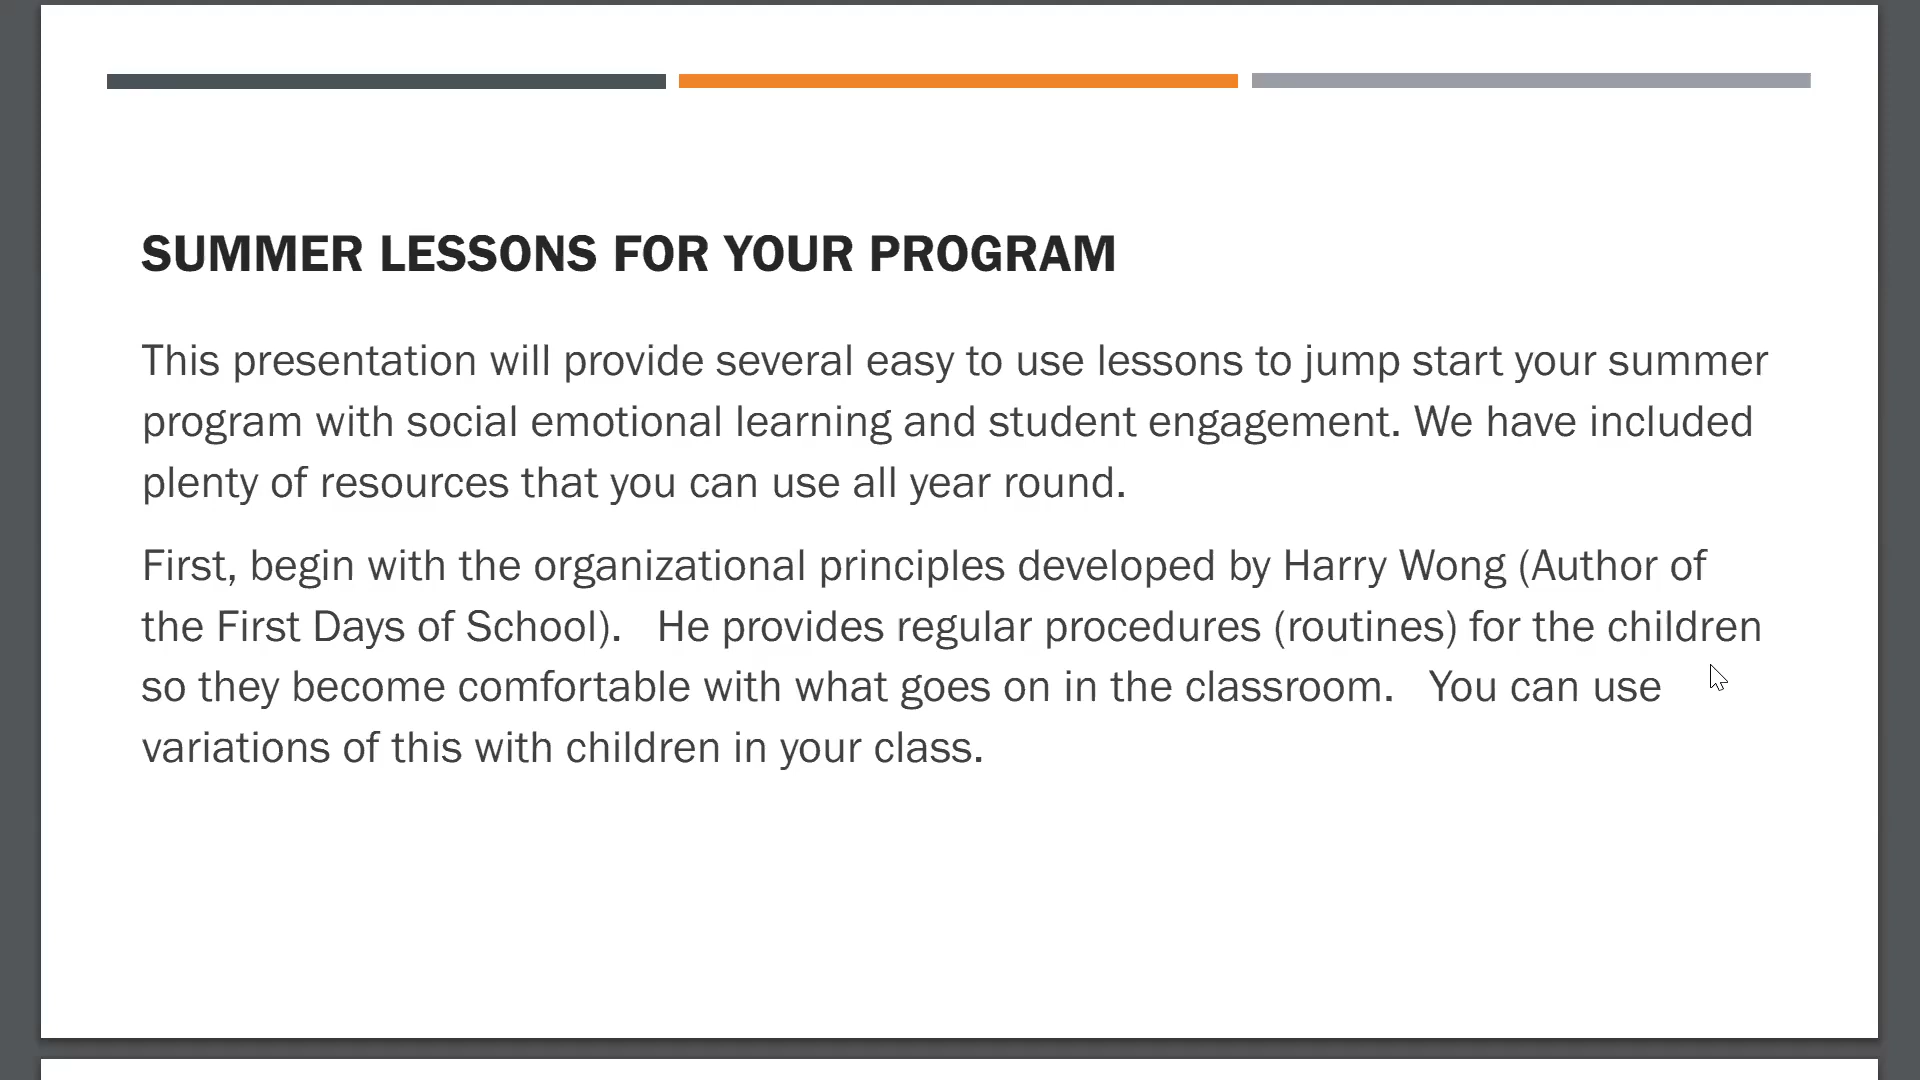 SUMMER LESSONS FOR YOUR PROGRAM
This presentation will provide several easy to use lessons to jump start your summer
program with social emotional learning and student engagement. We have included
plenty of resources that you can use all year round.
First, begin with the organizational principles developed by Harry Wong (Author of
the First Days of School).   He provides regular procedures (routines) for the children
so they become comfortable with what goes on in the classroom.   You can use
variations of this with children in your class.